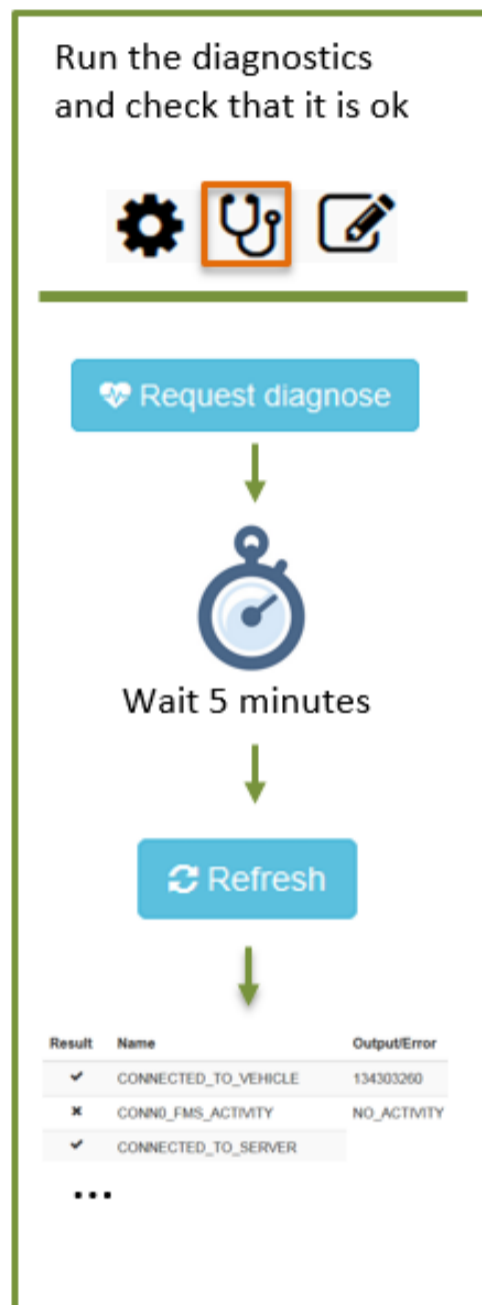 Run the diagnostics
and check that it is ok
Request diagnose
Wait 5 minutes
Refresh
Result Name Output/Error
✔ CONNECTED_TO_VEHICLE 134303260
✖ CONN0_FMS_ACTIVITY NO_ACTIVITY
✔ CONNECTED_TO_SERVER
...